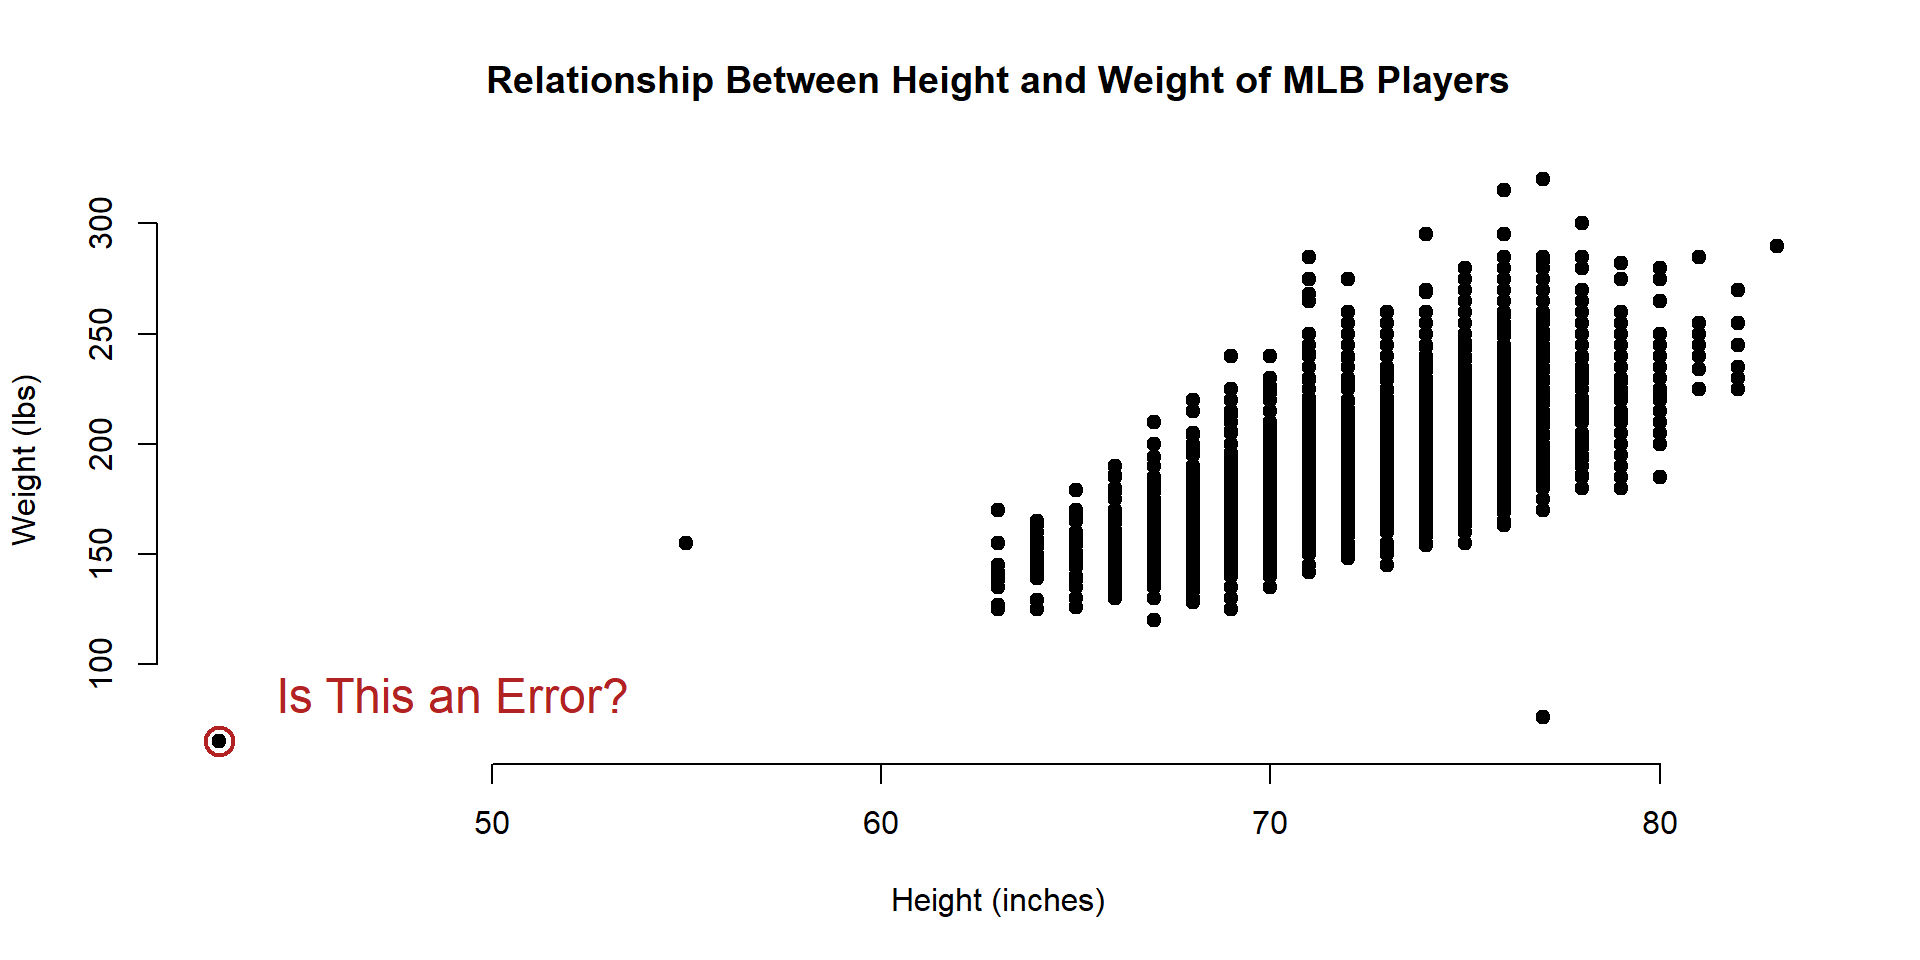 Relationship Between Height and Weight of MLB Players
300
250
200
150
100
Weight (lbs)
Is This an Error?
50 60 70 80
Height (inches)